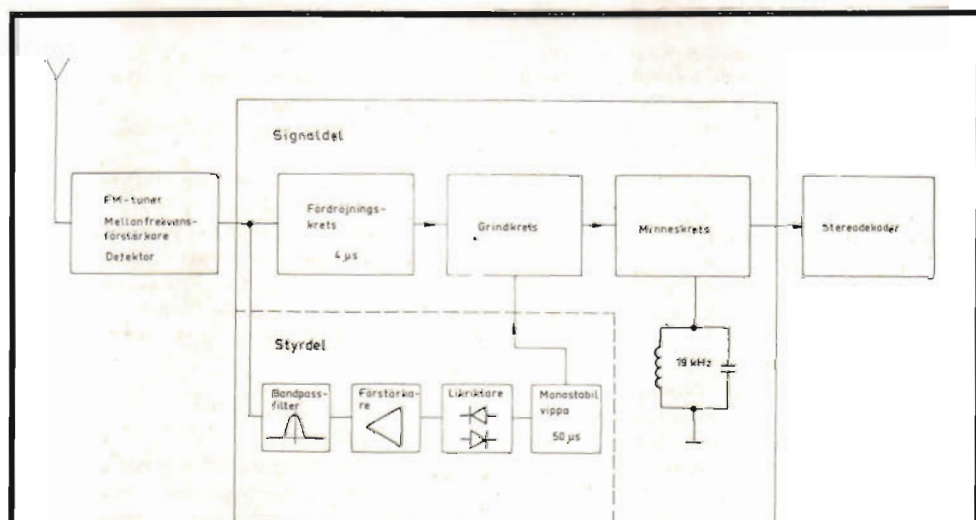 Signaldel
FM-tuner
Mellanfrekvens-
förstärkare
Detektor
Fördröjnings-
krets
4 µs
Grindkrets
Minneskrets
Stereodekoder
Styrdel
19 kHz
Bandpass-
filter
Förstärka-
re
Likriktare
Monostabil
vippa
50 µs